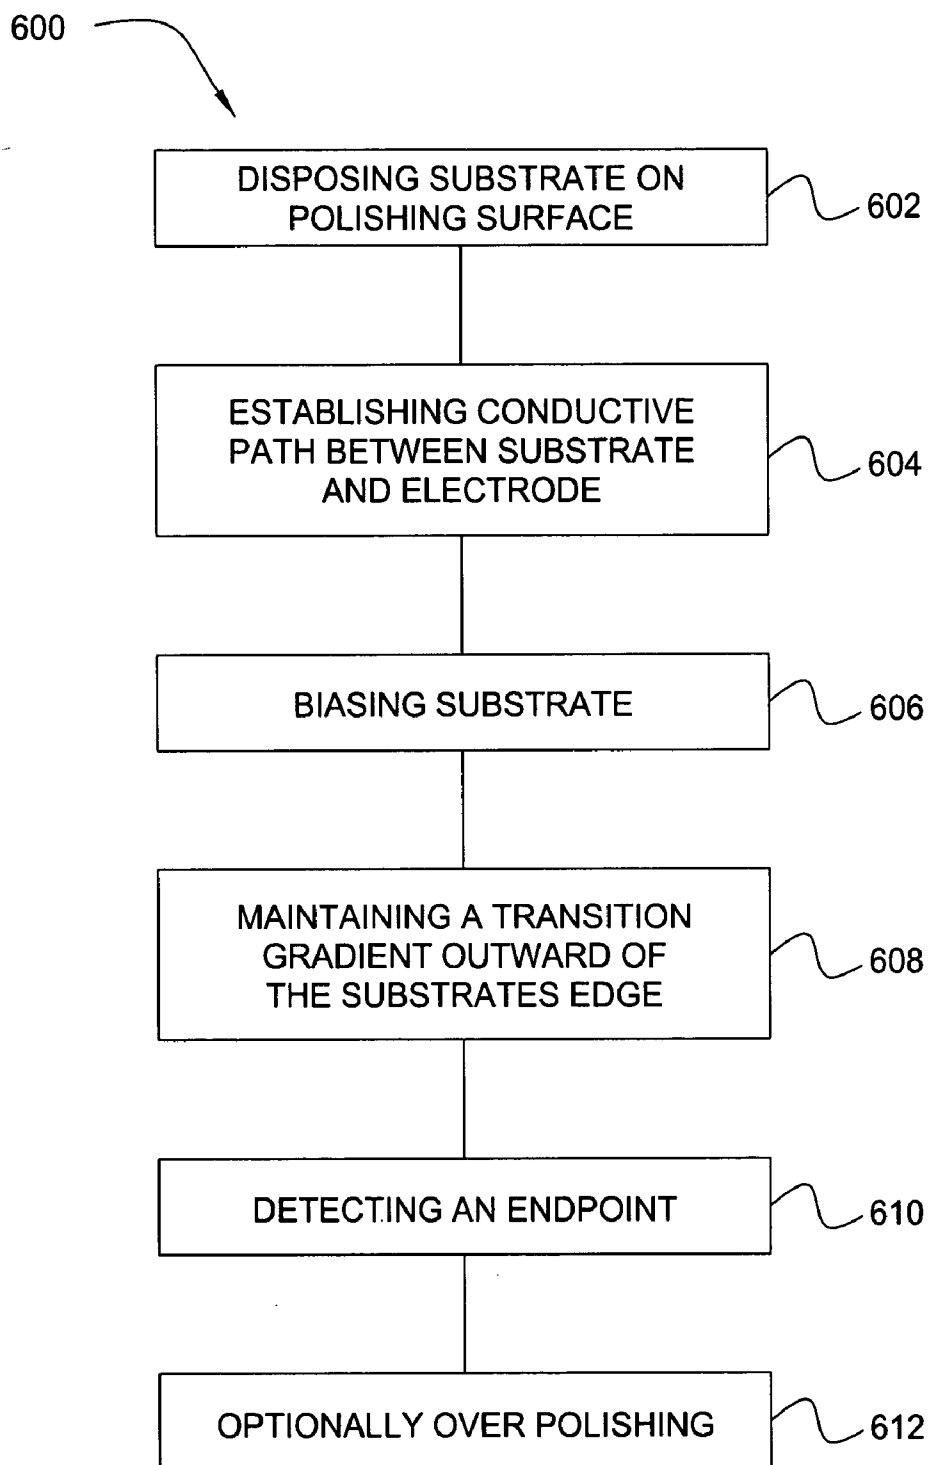 600
DISPOSING SUBSTRATE ON
POLISHING SURFACE
602
ESTABLISHING CONDUCTIVE
PATH BETWEEN SUBSTRATE
AND ELECTRODE
604
BIASING SUBSTRATE
606
MAINTAINING A TRANSITION
GRADIENT OUTWARD OF
THE SUBSTRATES EDGE
608
DETECTING AN ENDPOINT
610
OPTIONALLY OVER POLISHING
612